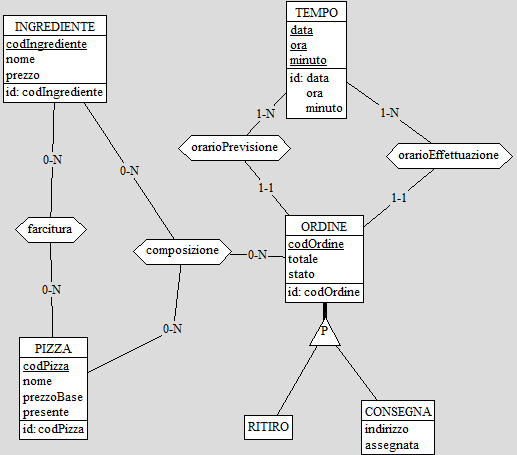 INGREDIENTE
codIngrediente
nome
prezzo
id: codIngrediente
TEMPO
data
ora
minuto
id: data
ora
minuto
1-N
1-N
orarioPrevisione
orarioEffettuazione
0-N
0-N
1-1
1-1
farcitura
composizione
0-N
ORDINE
codOrdine
totale
stato
id: codOrdine
0-N
0-N
P
PIZZA
codPizza
nome
prezzoBase
presente
id: codPizza
RITIRO
CONSEGNA
indirizzo
assegnata